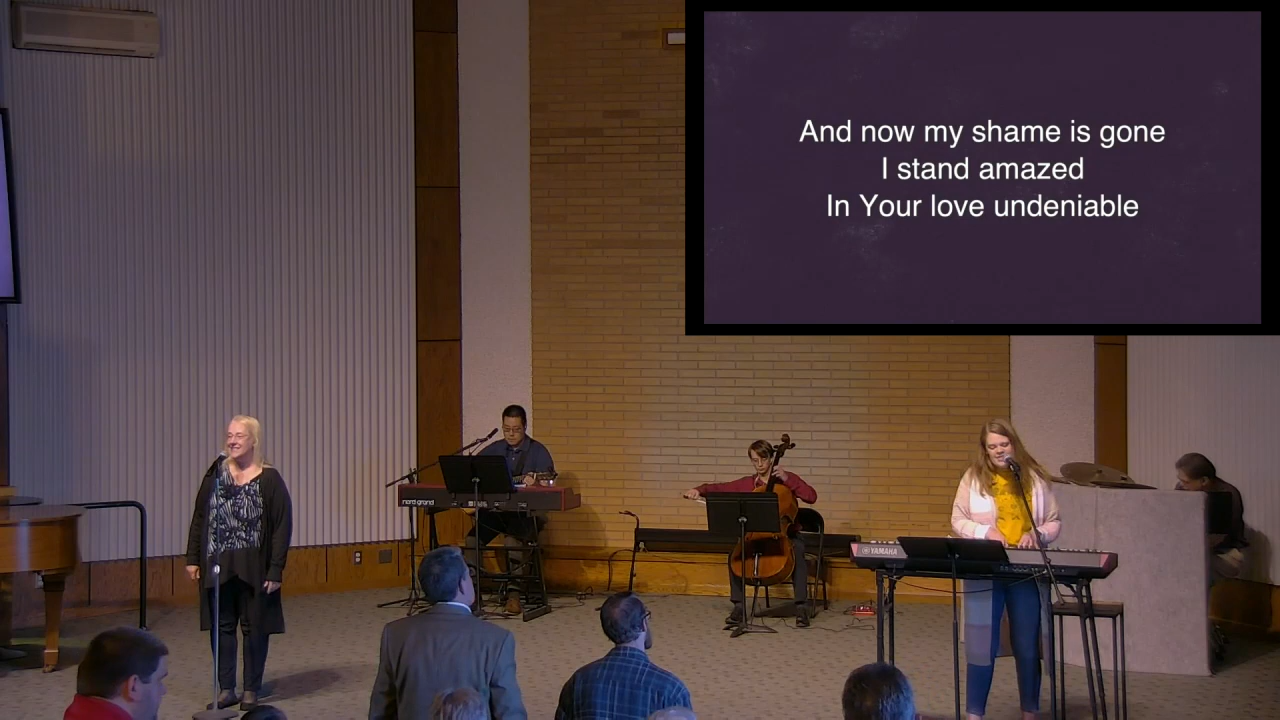 And now my shame is gone
I stand amazed
In Your love undeniable
nord grand
YAMAHA